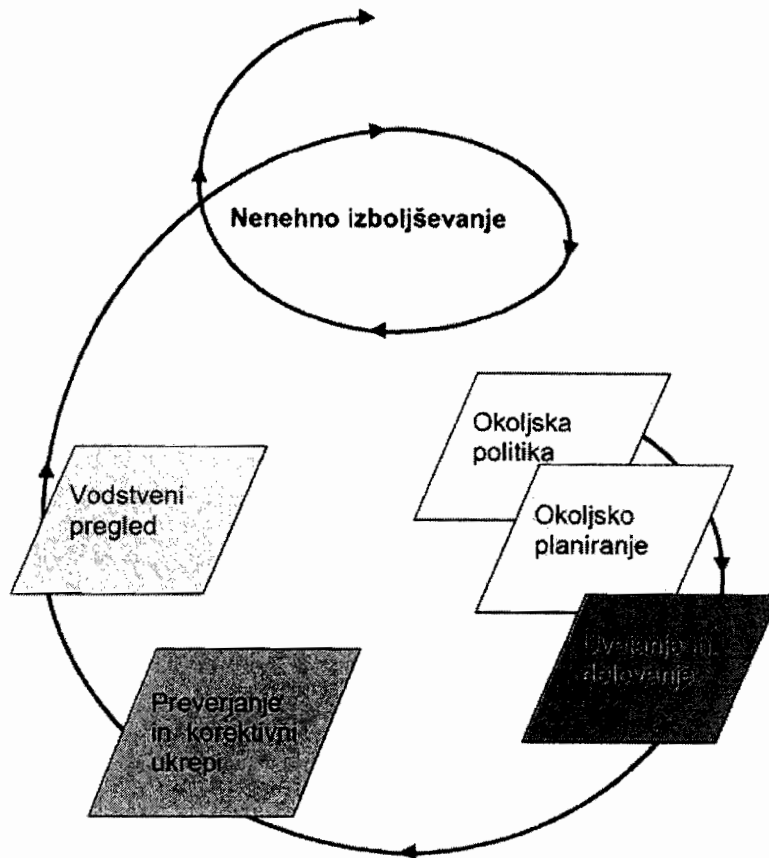 Nenehno izboljševanje
Okoljska
politika
Okoljsko
planiranje
Uvajanje in
delovanje
Preverjanje
in korektivni
ukrepi
Vodstveni
pregled